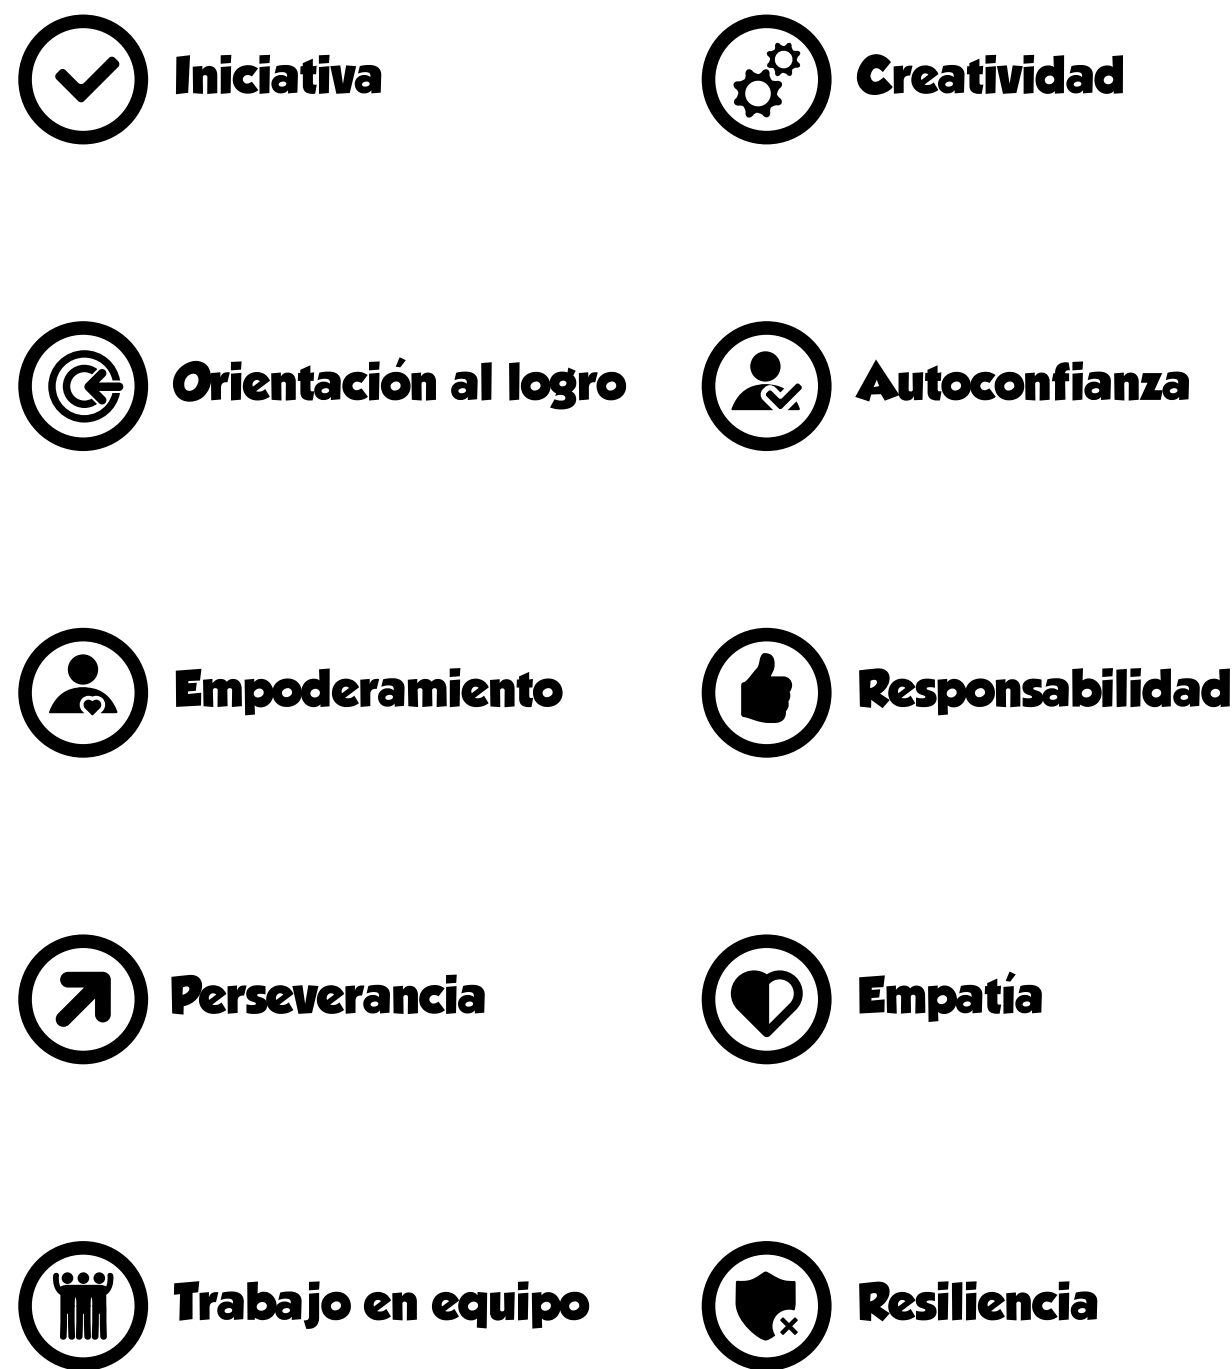 Iniciativa
Creatividad
Orientación al logro
Autoconfianza
Empoderamiento
Responsabilidad
Perseverancia
Empatía
Trabajo en equipo
Resiliencia